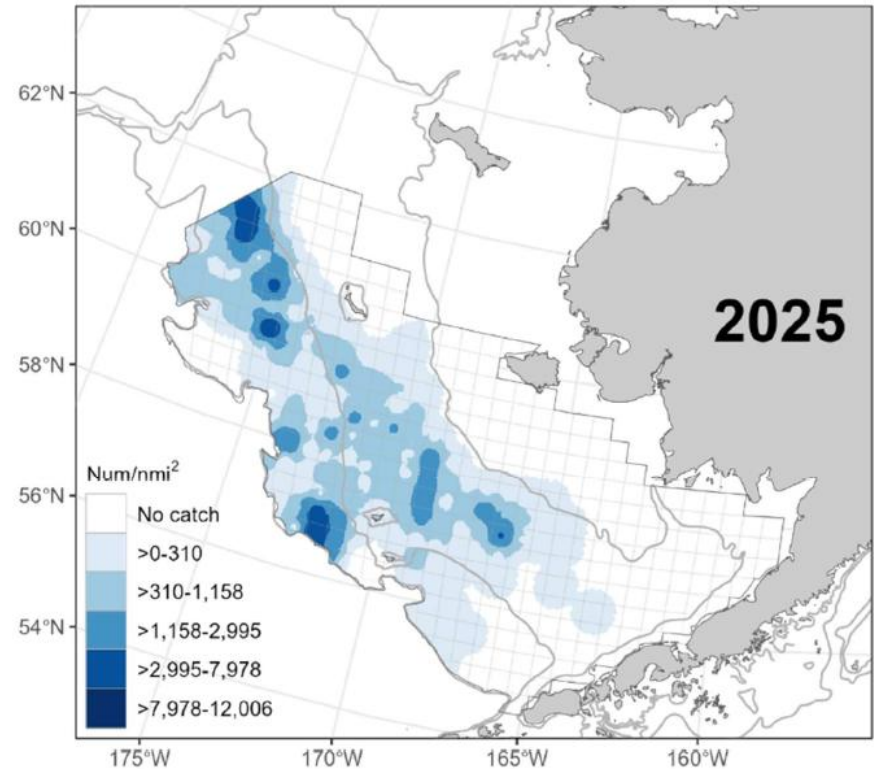 62°N
60°N
58°N
56°N
54°N
2025
Num/nmi²
No catch
>0-310
>310-1,158
>1,158-2,995
>2,995-7,978
>7,978-12,006
175°W 170°W 165°W 160°W